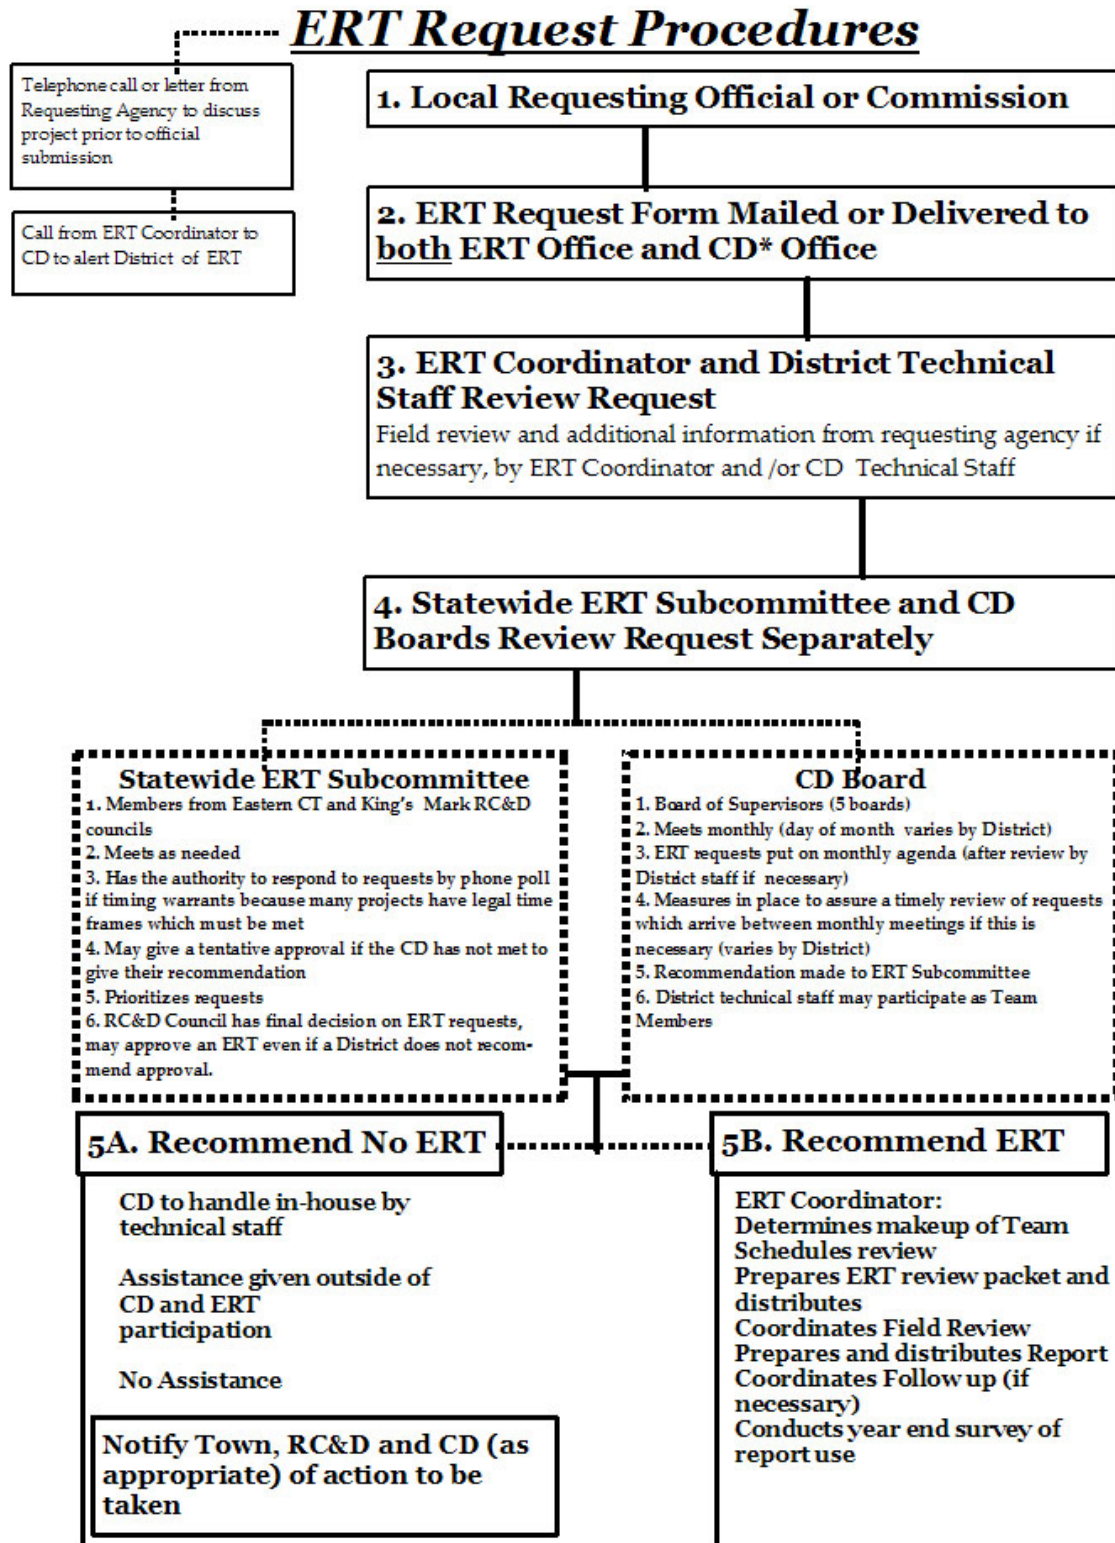 ERT Request Procedures
Telephone call or letter from
Requesting Agency to discuss
project prior to official
submission
Call from ERT Coordinator to
CD to alert District of ERT
1. Local Requesting Official or Commission
2. ERT Request Form Mailed or Delivered to
both ERT Office and CD* Office
3. ERT Coordinator and District Technical
Staff Review Request
Field review and additional information from requesting agency if
necessary, by ERT Coordinator and /or CD Technical Staff
4. Statewide ERT Subcommittee and CD
Boards Review Request Separately
Statewide ERT Subcommittee
1. Members from Eastern CT and King's Mark RC&D
councils
2. Meets as needed
3. Has the authority to respond to requests by phone poll
if timing warrants because many projects have legal time
frames which must be met
4. May give a tentative approval if the CD has not met to
give their recommendation
5. Prioritizes requests
6. RC&D Council has final decision on ERT requests,
may approve an ERT even if a District does not recom-
mend approval.
CD Board
1. Board of Supervisors (5 boards)
2. Meets monthly (day of month varies by District)
3. ERT requests put on monthly agenda (after review by
District staff if necessary)
4. Measures in place to assure a timely review of requests
which arrive between monthly meetings if this is
necessary (varies by District)
5. Recommendation made to ERT Subcommittee
6. District technical staff may participate as Team
Members
5A. Recommend No ERT
CD to handle in-house by
technical staff
Assistance given outside of
CD and ERT
participation
No Assistance
Notify Town, RC&D and CD (as
appropriate) of action to be
taken
5B. Recommend ERT
ERT Coordinator:
Determines makeup of Team
Schedules review
Prepares ERT review packet and
distributes
Coordinates Field Review
Prepares and distributes Report
Coordinates Follow up (if
necessary)
Conducts year end survey of
report use